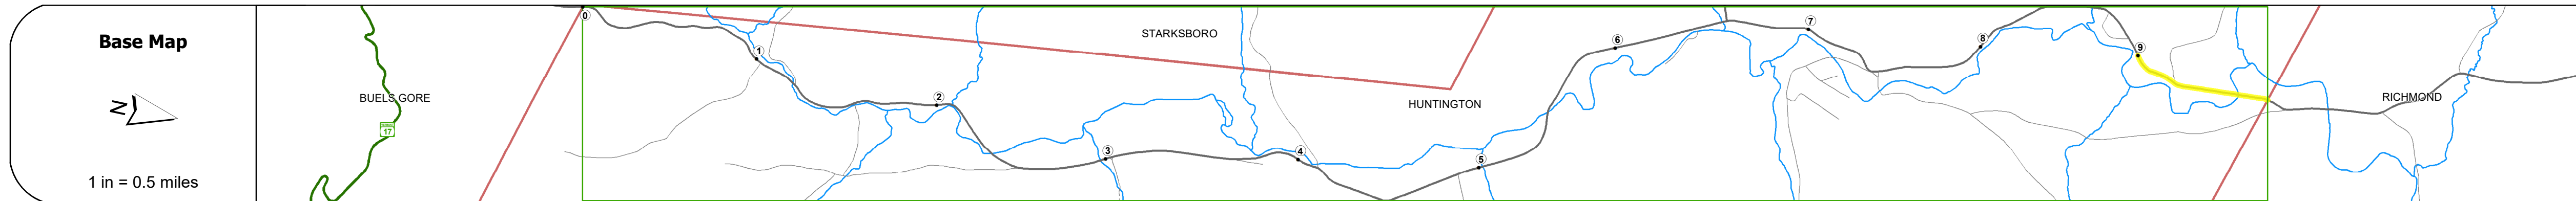 Base Map
N
1 in = 0.5 miles
BUELS GORE
17
0
1
2
3
STARKSBORO
4
HUNTINGTON
5
6
7
8
9
RICHMOND